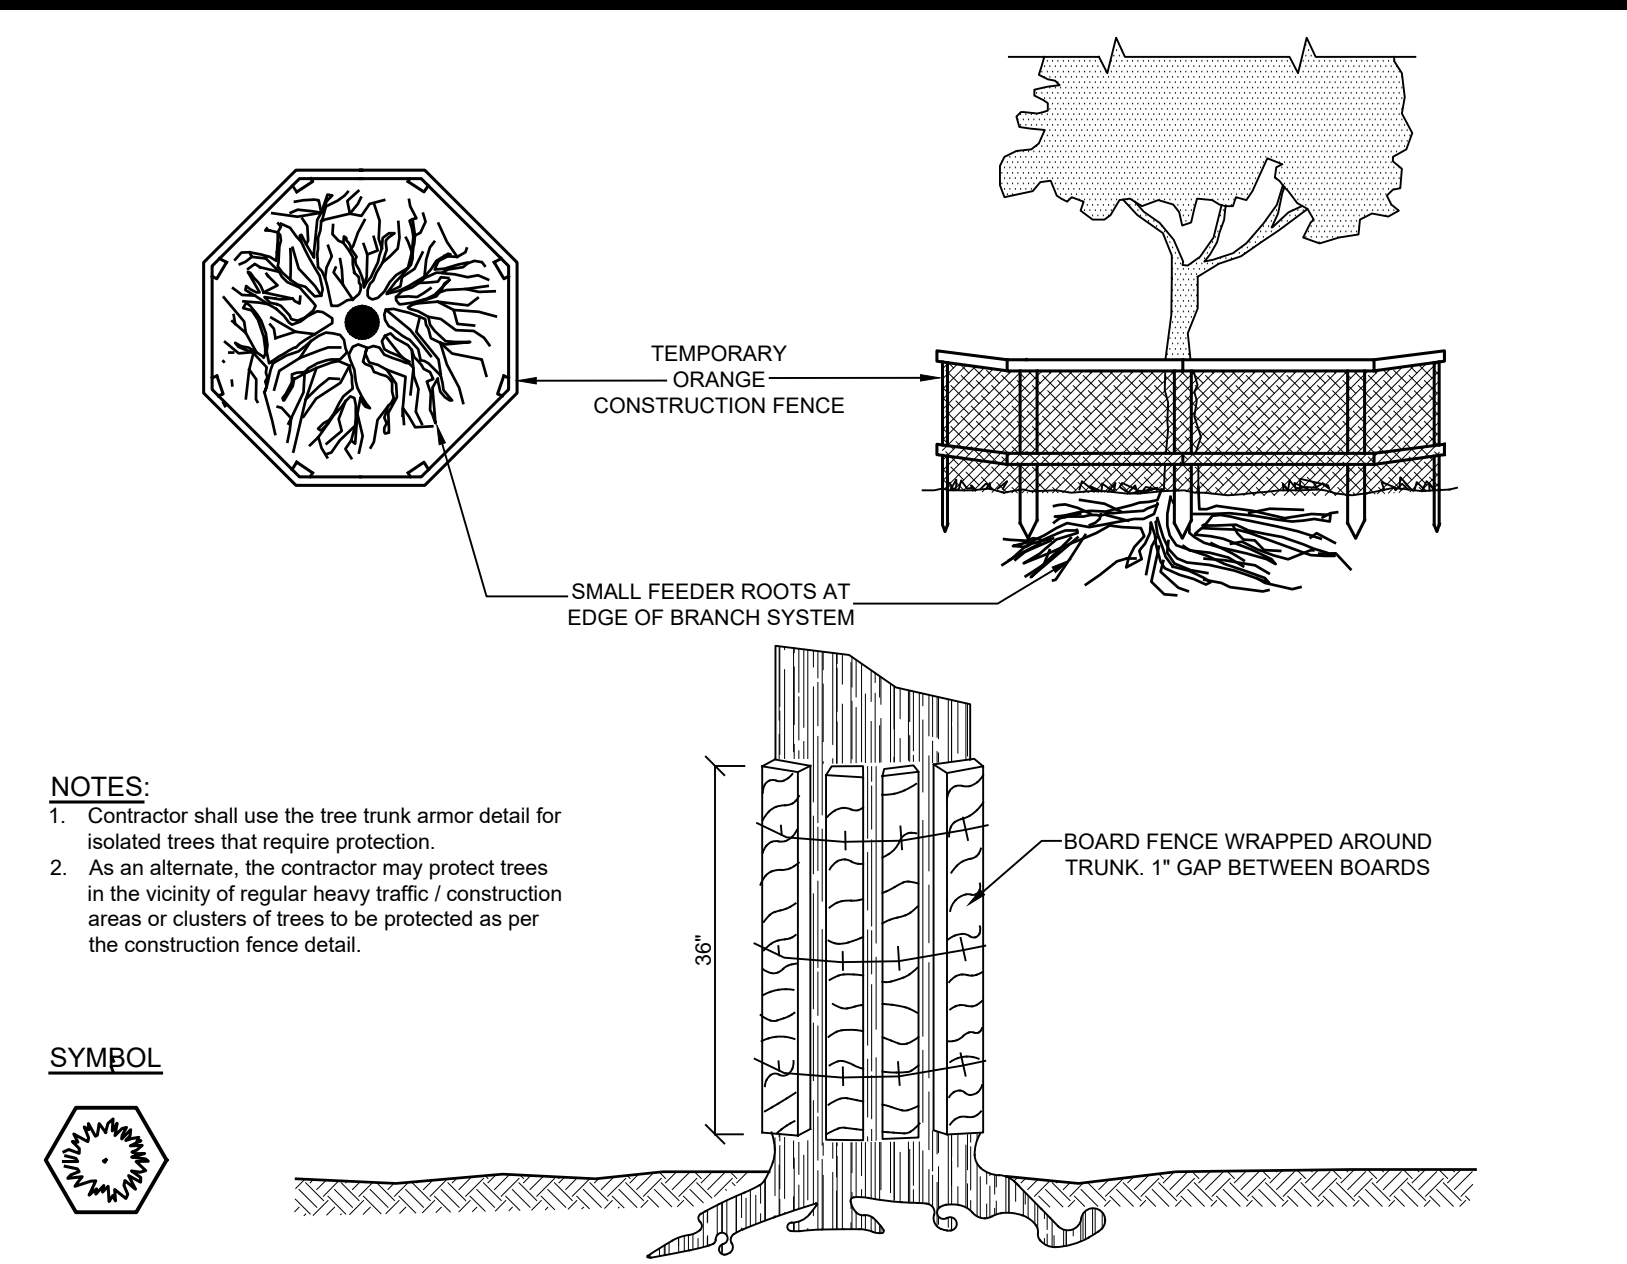 TEMPORARY
ORANGE
CONSTRUCTION FENCE
SMALL FEEDER ROOTS AT
EDGE OF BRANCH SYSTEM
NOTES:
1. Contractor shall use the tree trunk armor detail for
isolated trees that require protection.
2. As an alternate, the contractor may protect trees
in the vicinity of regular heavy traffic / construction
areas or clusters of trees to be protected as per
the construction fence detail.
36"
BOARD FENCE WRAPPED AROUND
TRUNK. 1" GAP BETWEEN BOARDS
SYMBOL